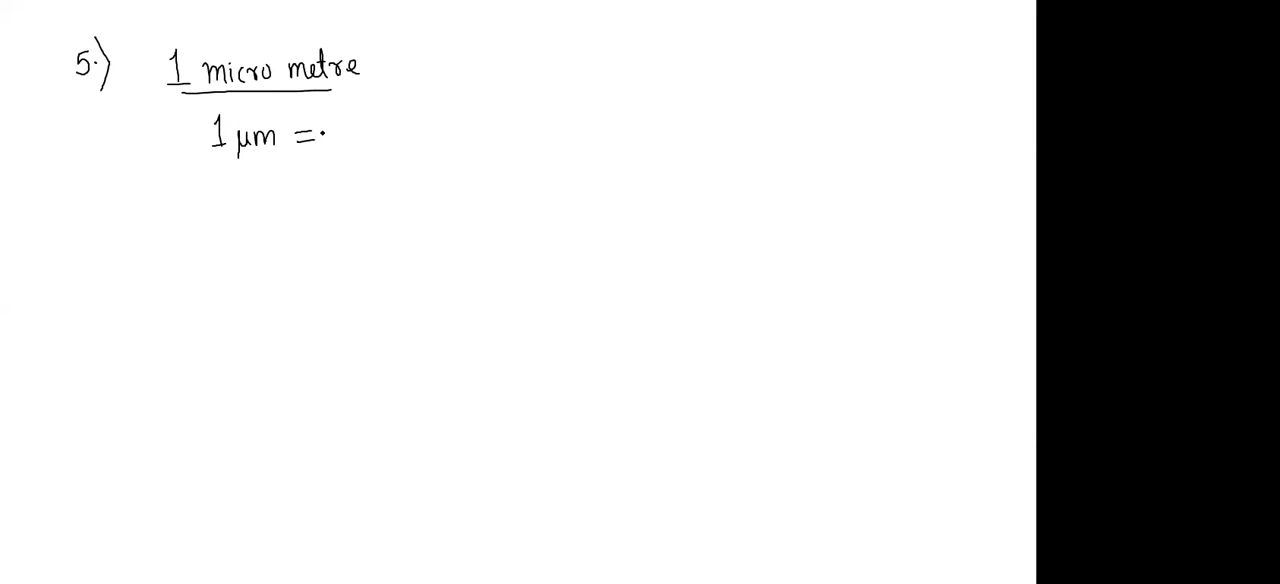 5.) 1 micro metre
1 μm =